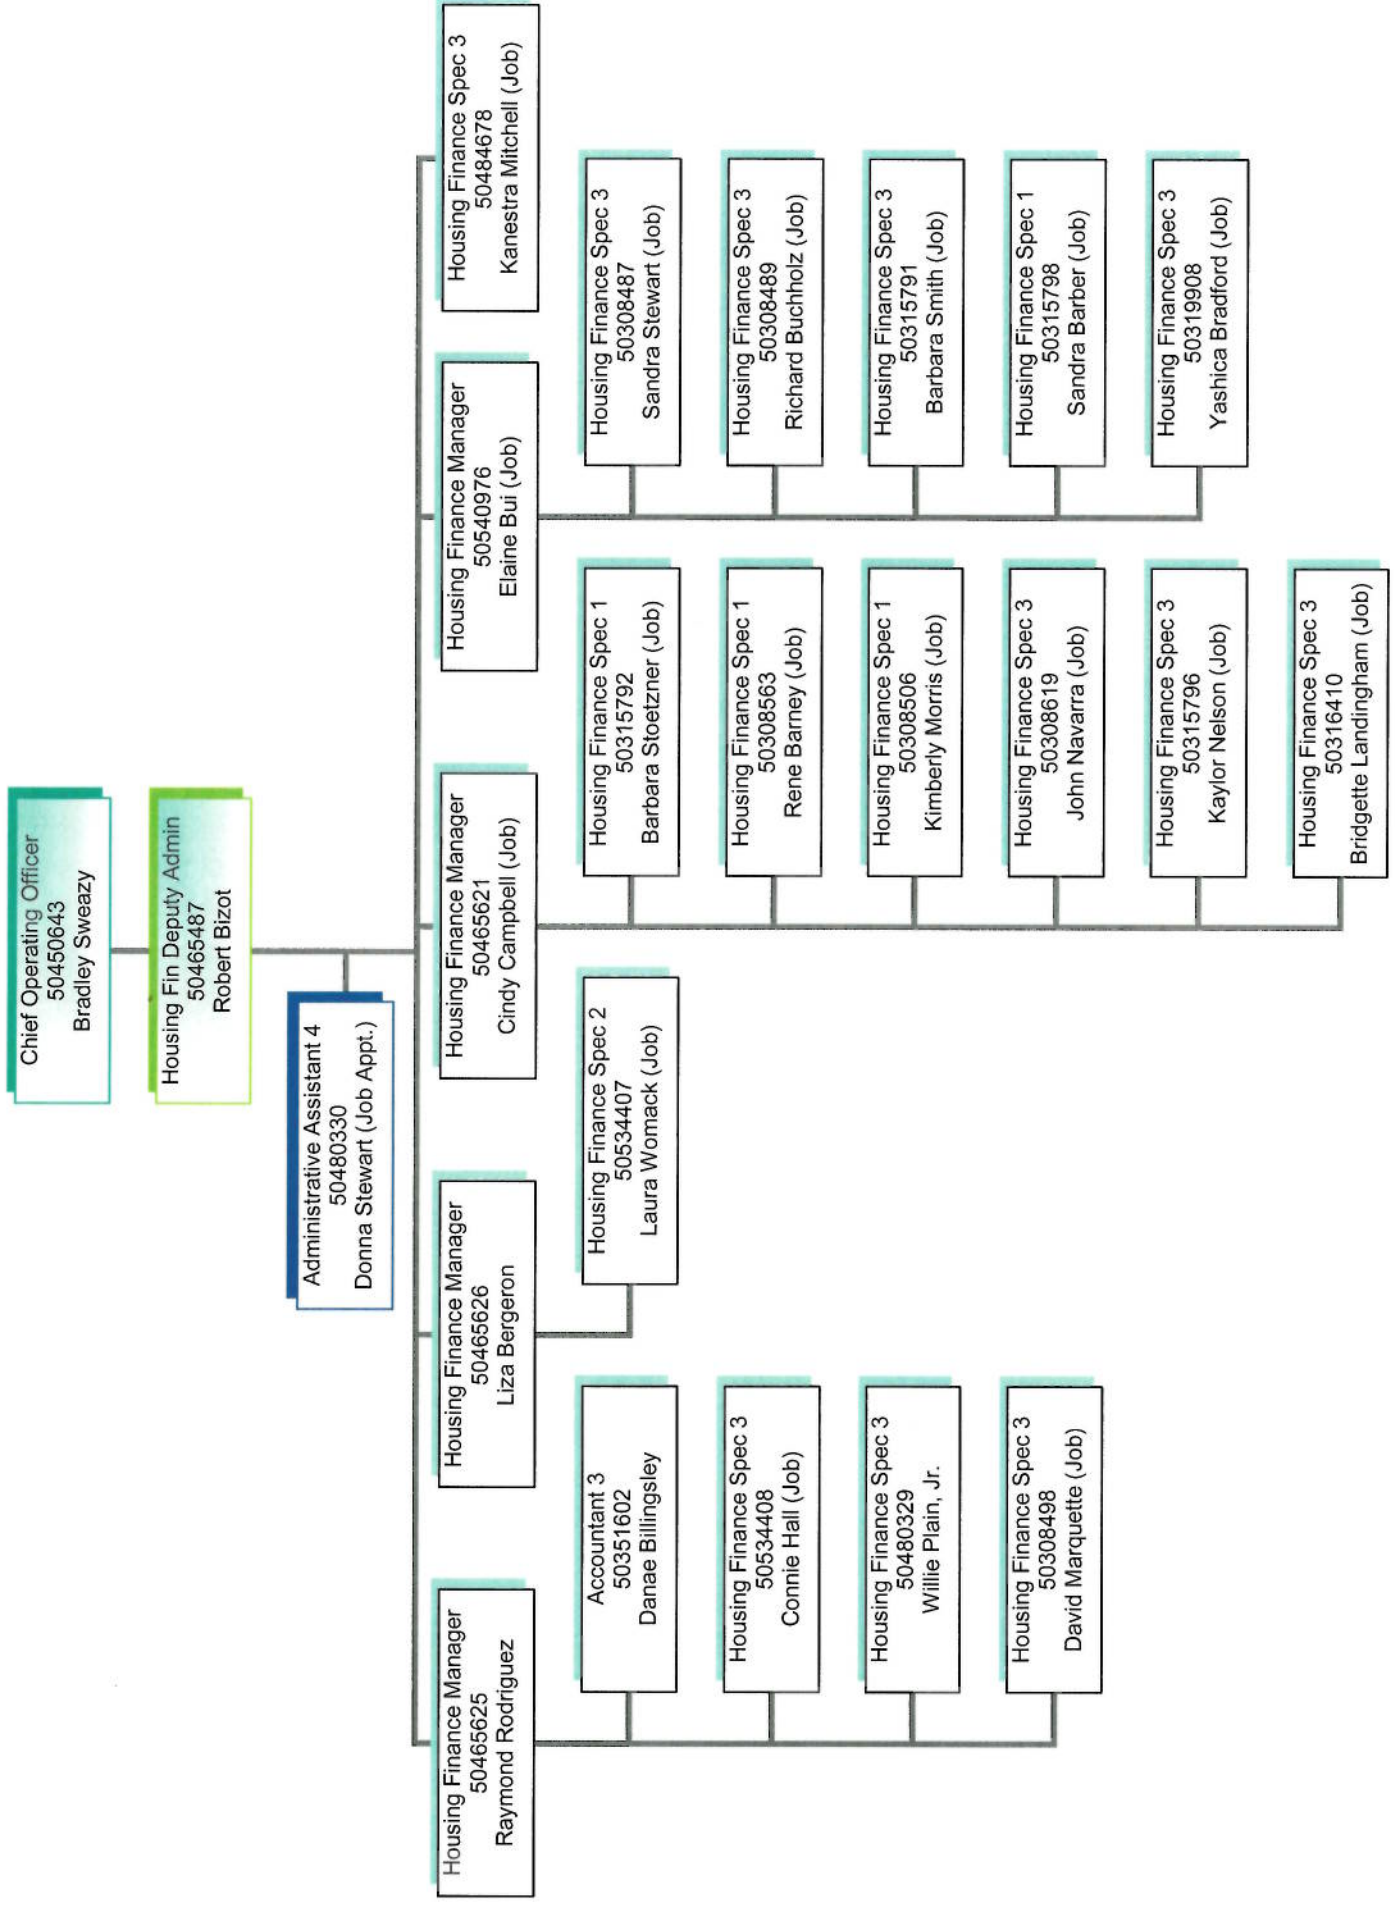 Chief Operating Officer
50450643
Bradley Sweazy
Housing Fin Deputy Admin
50465487
Robert Bizot
Administrative Assistant 4
50480330
Donna Stewart (Job Appt.)
Housing Finance Manager
50465625
Raymond Rodriguez
Accountant 3
50351602
Danae Billingsley
Housing Finance Spec 3
50534408
Connie Hall (Job)
Housing Finance Spec 3
50480329
Willie Plain, Jr.
Housing Finance Spec 3
50308498
David Marquette (Job)
Housing Finance Manager
50465626
Liza Bergeron
Housing Finance Spec 2
50534407
Laura Womack (Job)
Housing Finance Manager
50465621
Cindy Campbell (Job)
Housing Finance Spec 1
50315792
Barbara Stoetzner (Job)
Housing Finance Spec 1
50308563
Rene Barney (Job)
Housing Finance Spec 1
50308506
Kimberly Morris (Job)
Housing Finance Spec 3
50308619
John Navarra (Job)
Housing Finance Spec 3
50315796
Kaylor Nelson (Job)
Housing Finance Spec 3
50316410
Bridgette Landingham (Job)
Housing Finance Manager
50540976
Elaine Bui (Job)
Housing Finance Spec 3
50308487
Sandra Stewart (Job)
Housing Finance Spec 3
50308489
Richard Buchholz (Job)
Housing Finance Spec 3
50315791
Barbara Smith (Job)
Housing Finance Spec 1
50315798
Sandra Barber (Job)
Housing Finance Spec 3
50319908
Yashica Bradford (Job)
Housing Finance Spec 3
50484678
Kanestra Mitchell (Job)